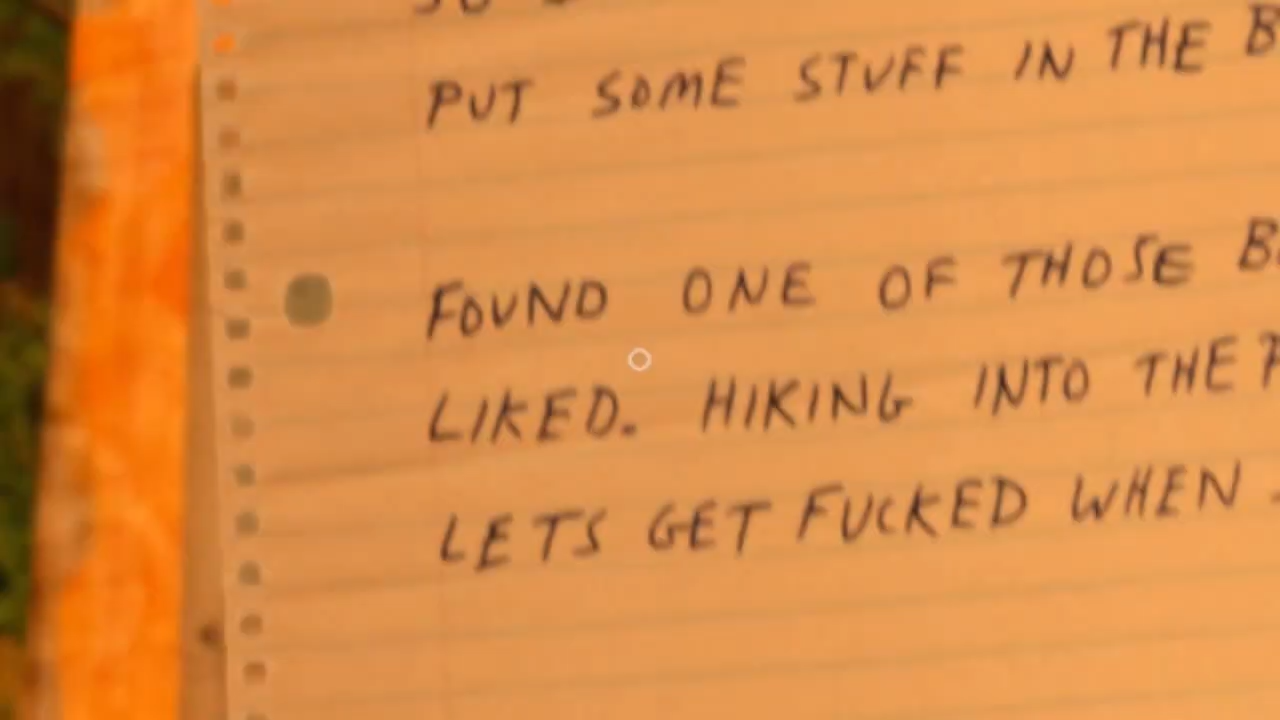 PUT SOME STUFF IN THE
FOUND ONE OF THOSE
LIKED. HIKING INTO THE
LETS GET FUCKED WHEN